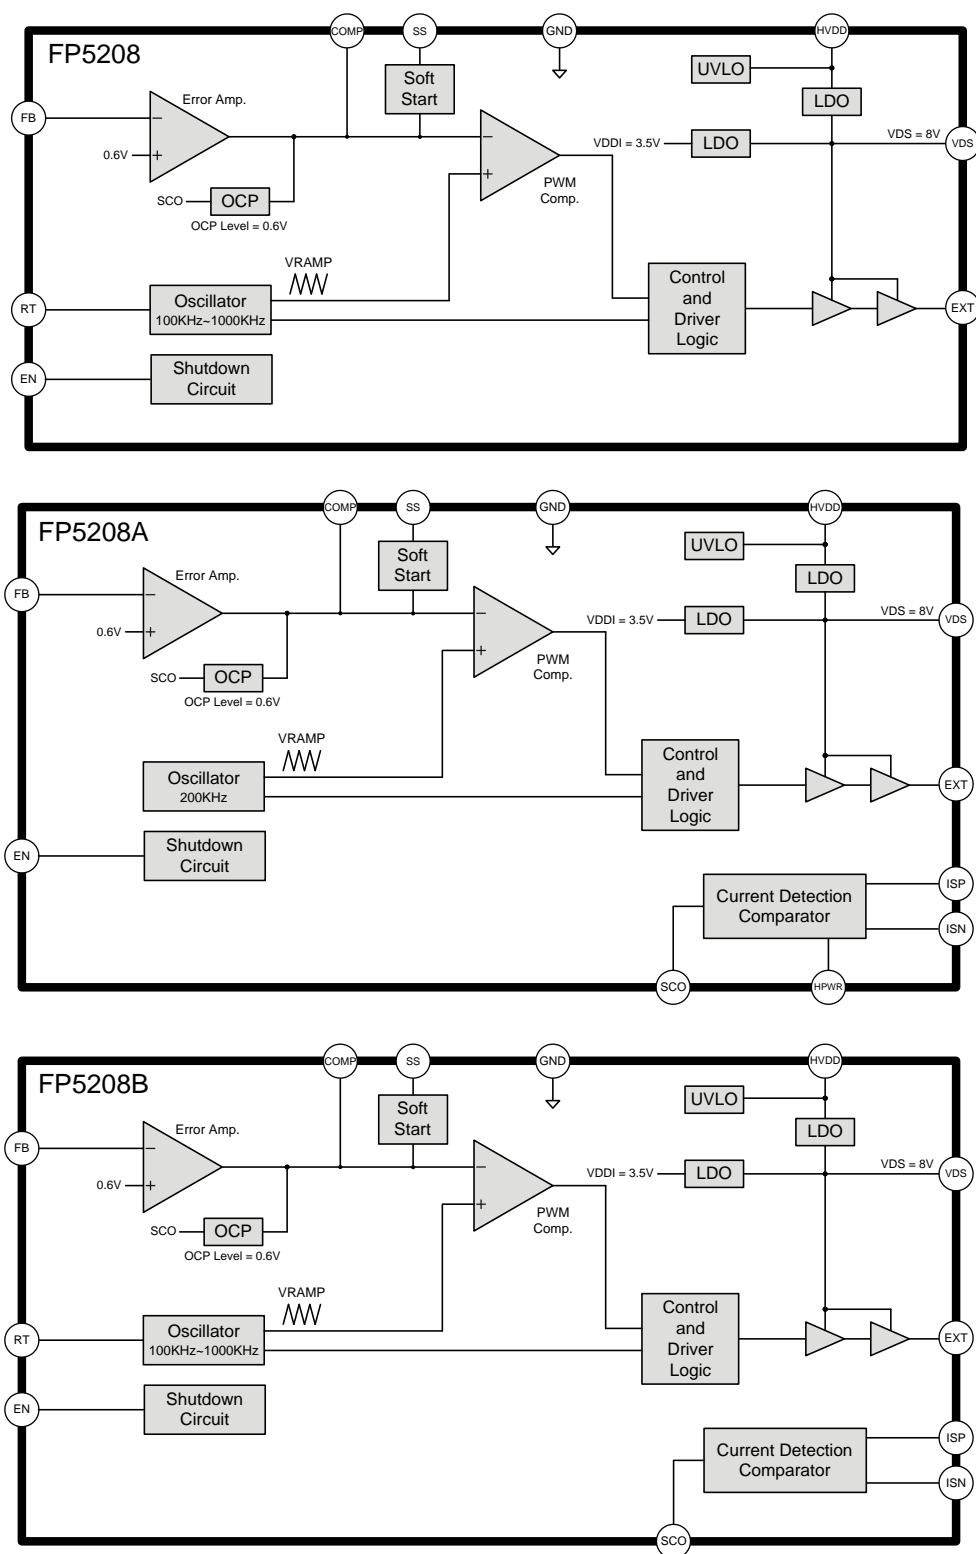 COMP
SS
GND
HVDD
FP5208
Soft
Start
UVLO
LDO
Error Amp.
FB
−
−
VDDI = 3.5V
LDO
VDS = 8V
VDS
0.6V
+
+
PWM
Comp.
SCO
OCP
OCP Level = 0.6V
VRAMP
Control
and
Driver
Logic
RT
Oscillator
100KHz~1000KHz
EXT
EN
Shutdown
Circuit
COMP
SS
GND
HVDD
FP5208A
Soft
Start
UVLO
LDO
Error Amp.
FB
−
−
VDDI = 3.5V
LDO
VDS = 8V
VDS
0.6V
+
+
PWM
Comp.
SCO
OCP
OCP Level = 0.6V
VRAMP
Control
and
Driver
Logic
Oscillator
200KHz
EXT
EN
Shutdown
Circuit
Current Detection
Comparator
ISP
ISN
SCO
HPWR
COMP
SS
GND
HVDD
FP5208B
Soft
Start
UVLO
LDO
Error Amp.
FB
−
−
VDDI = 3.5V
LDO
VDS = 8V
VDS
0.6V
+
+
PWM
Comp.
SCO
OCP
OCP Level = 0.6V
VRAMP
Control
and
Driver
Logic
RT
Oscillator
100KHz~1000KHz
EXT
EN
Shutdown
Circuit
Current Detection
Comparator
ISP
ISN
SCO